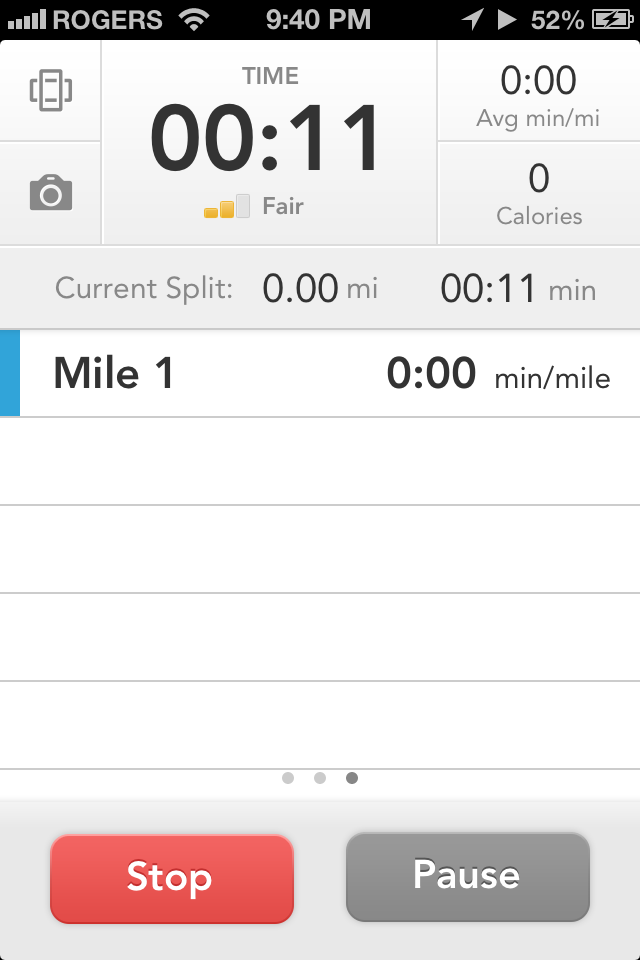 ROGERS 9:40 PM 52%
TIME
00:11
Fair
0:00
Avg min/mi
0
Calories
Current Split: 0.00 mi 00:11 min
Mile 1 0:00 min/mile
Stop Pause